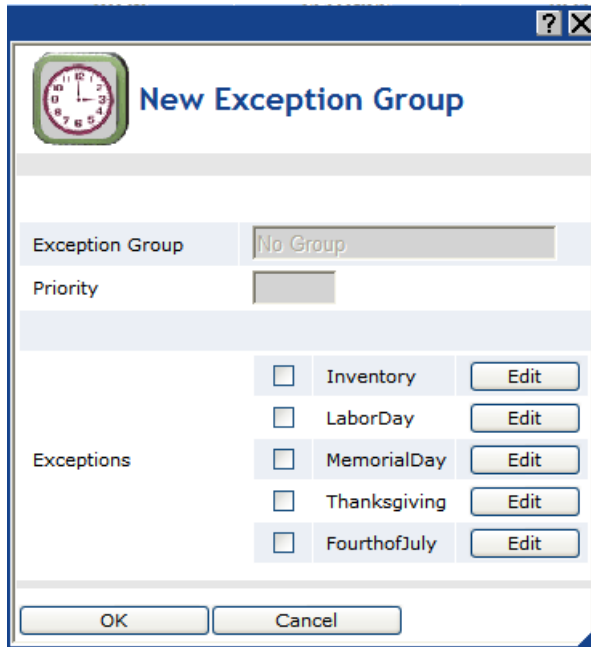 ?
New Exception Group
Exception Group No Group
Priority
Inventory Edit
LaborDay Edit
Exceptions MemorialDay Edit
Thanksgiving Edit
FourthofJuly Edit
OK Cancel